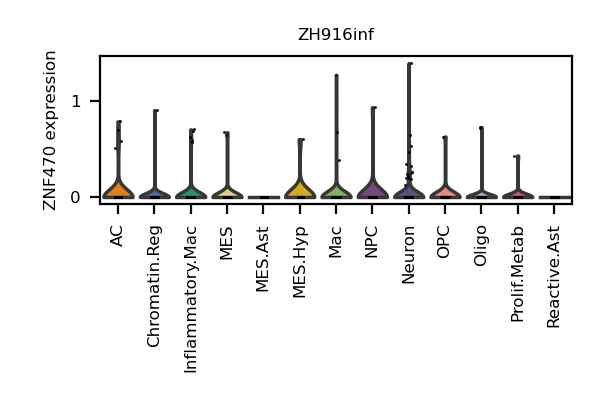 ZH916inf
ZNF470 expression
1
0
AC
Chromatin.Reg
Inflammatory.Mac
MES
MES.Ast
MES.Hyp
Mac
NPC
Neuron
OPC
Oligo
Prolif.Metab
Reactive.Ast